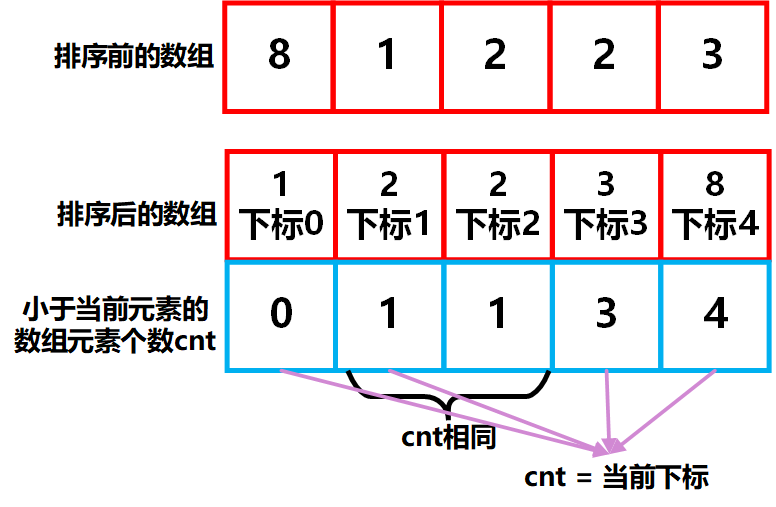 排序前的数组 8 1 2 2 3
1 2 2 3 8
排序后的数组 下标0 下标1 下标2 下标3 下标4
小于当前元素的
数组元素个数cnt 0 1 1 3 4
cnt相同
cnt = 当前下标